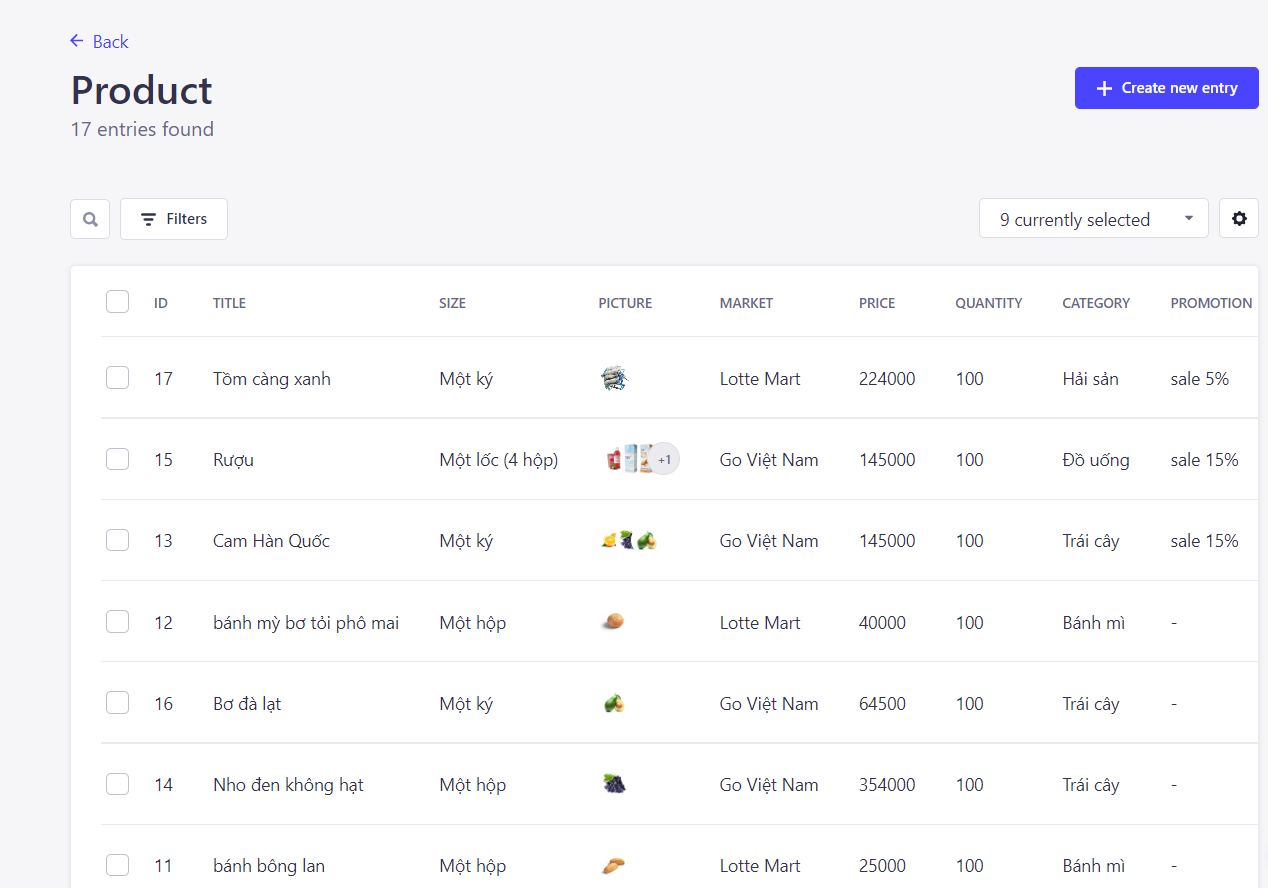 Back
Product
Create new entry
17 entries found
Filters
9 currently selected
ID TITLE SIZE PICTURE MARKET PRICE QUANTITY CATEGORY PROMOTION
17 Tồm càng xanh Một ký Lotte Mart 224000 100 Hải sản sale 5%
15 Rượu Một lốc (4 hộp) +1 Go Việt Nam 145000 100 Đồ uống sale 15%
13 Cam Hàn Quốc Một ký Go Việt Nam 145000 100 Trái cây sale 15%
12 bánh mỳ bơ tỏi phô mai Một hộp Lotte Mart 40000 100 Bánh mì -
16 Bơ đà lạt Một ký Go Việt Nam 64500 100 Trái cây -
14 Nho đen không hạt Một hộp Go Việt Nam 354000 100 Trái cây -
11 bánh bông lan Một hộp Lotte Mart 25000 100 Bánh mì -